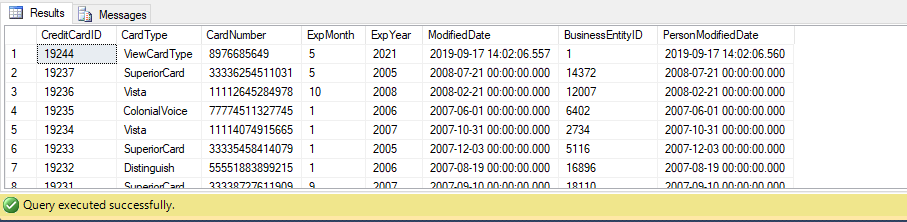 Results Messages
CreditCardID CardType CardNumber ExpMonth ExpYear ModifiedDate BusinessEntityID PersonModifiedDate
1 19244 ViewCardType 8976685649 5 2021 2019-09-17 14:02:06.557 1 2019-09-17 14:02:06.560
2 19237 SuperiorCard 33336254511031 5 2005 2008-07-21 00:00:00.000 14372 2008-07-21 00:00:00.000
3 19236 Vista 11112645284978 10 2008 2008-02-21 00:00:00.000 12007 2008-02-21 00:00:00.000
4 19235 ColonialVoice 77774511327745 1 2006 2007-06-01 00:00:00.000 6402 2007-06-01 00:00:00.000
5 19234 Vista 11114074915665 1 2007 2007-10-31 00:00:00.000 2734 2007-10-31 00:00:00.000
6 19233 SuperiorCard 33335458414079 1 2005 2007-12-03 00:00:00.000 5116 2007-12-03 00:00:00.000
7 19232 Distinguish 55551883899215 1 2006 2007-08-19 00:00:00.000 16896 2007-08-19 00:00:00.000
8 19231 SuperiorCard 33338727611909 9 2007 2007-09-10 00:00:00.000 18110 2007-09-10 00:00:00.000
Query executed successfully.